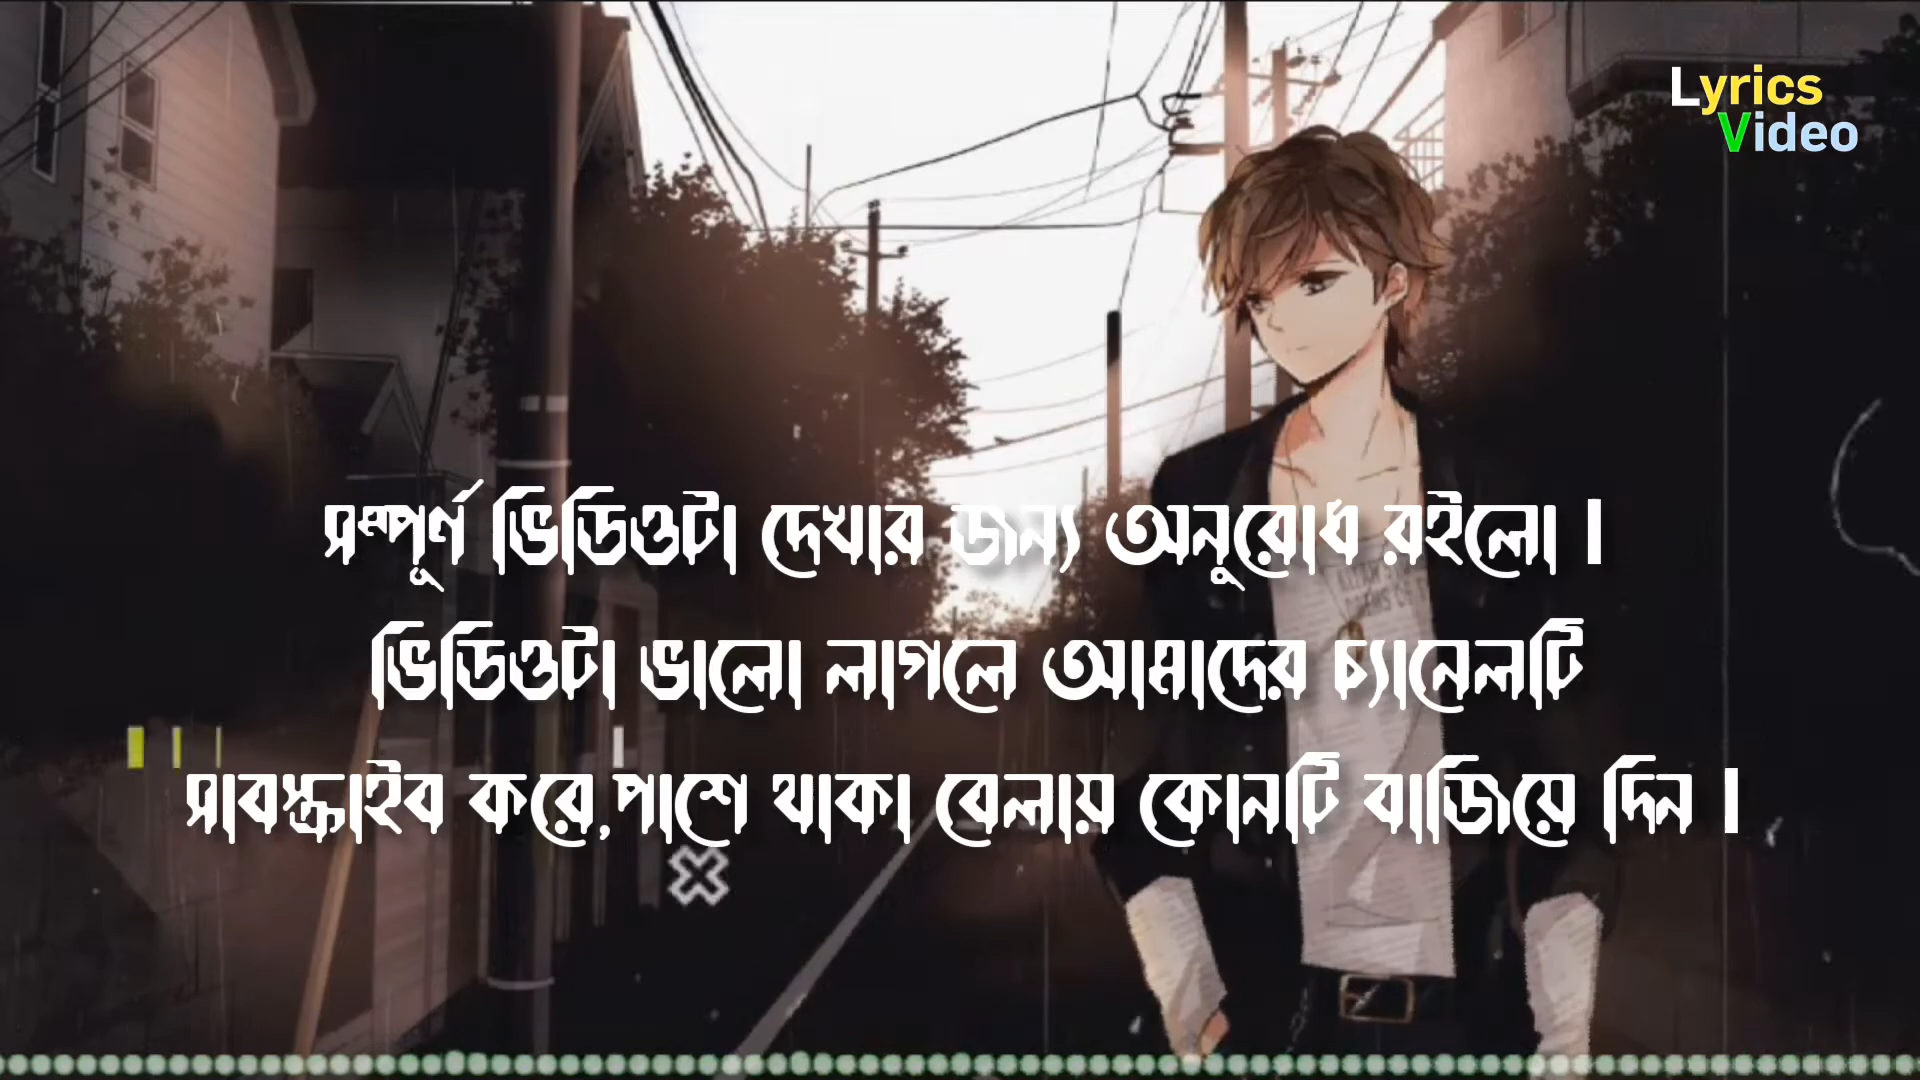 Lyrics
Video
সম্পূর্ণ ভিডিওটা দেখার জন্য অনুরোধ রইলো ।
ভিডিওটা ভালো লাগলে আমাদের চ্যানেলটি
সাবস্ক্রাইব করে,পাশে থাকা বেলায় কোনটি বাজিয়ে দিন ।